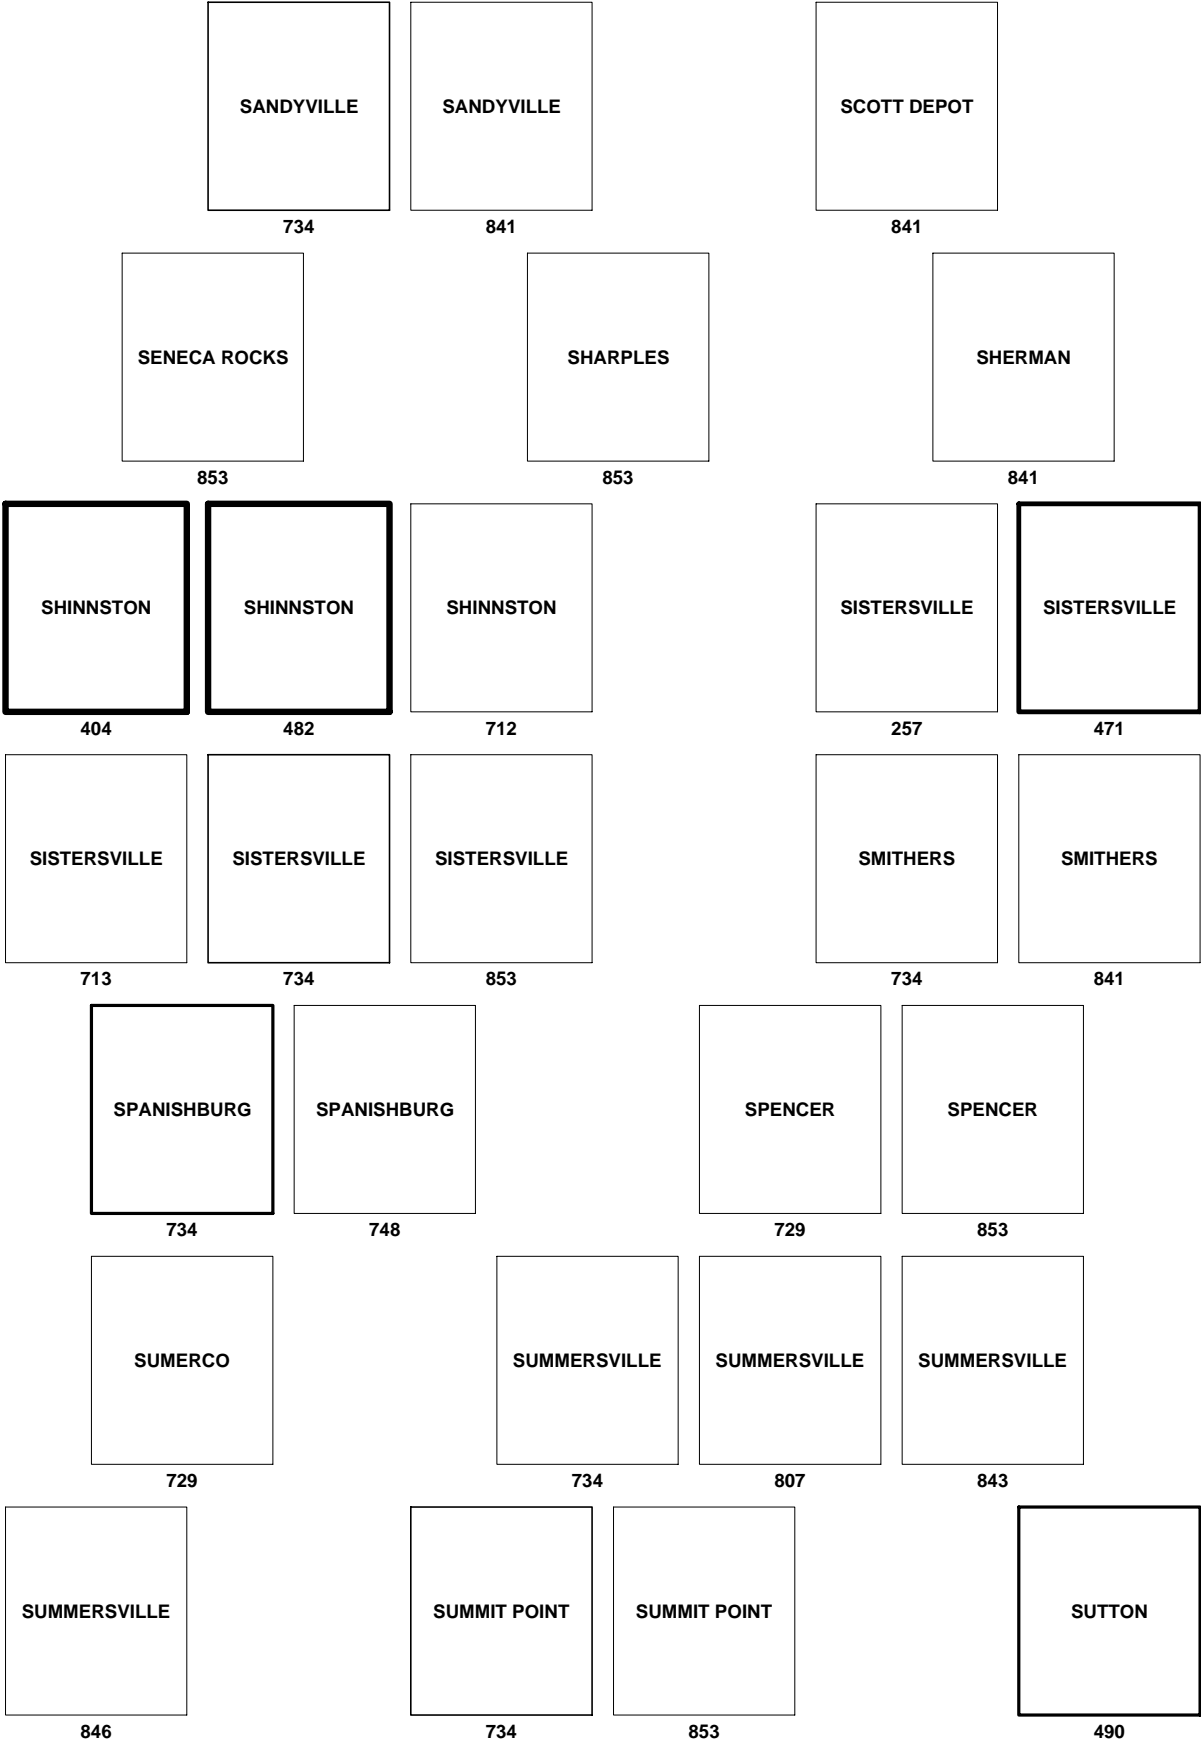 SANDYVILLE SANDYVILLE SCOTT DEPOT
734 841 841
SENECA ROCKS SHARPLES SHERMAN
853 853 841
SHINNSTON SHINNSTON SHINNSTON SISTERSVILLE SISTERSVILLE
404 482 712 257 471
SISTERSVILLE SISTERSVILLE SISTERSVILLE SMITHERS SMITHERS
713 734 853 734 841
SPANISHBURG SPANISHBURG SPENCER SPENCER
734 748 729 853
SUMERCO SUMMERSVILLE SUMMERSVILLE SUMMERSVILLE
729 734 807 843
SUMMERSVILLE SUMMIT POINT SUMMIT POINT SUTTON
846 734 853 490